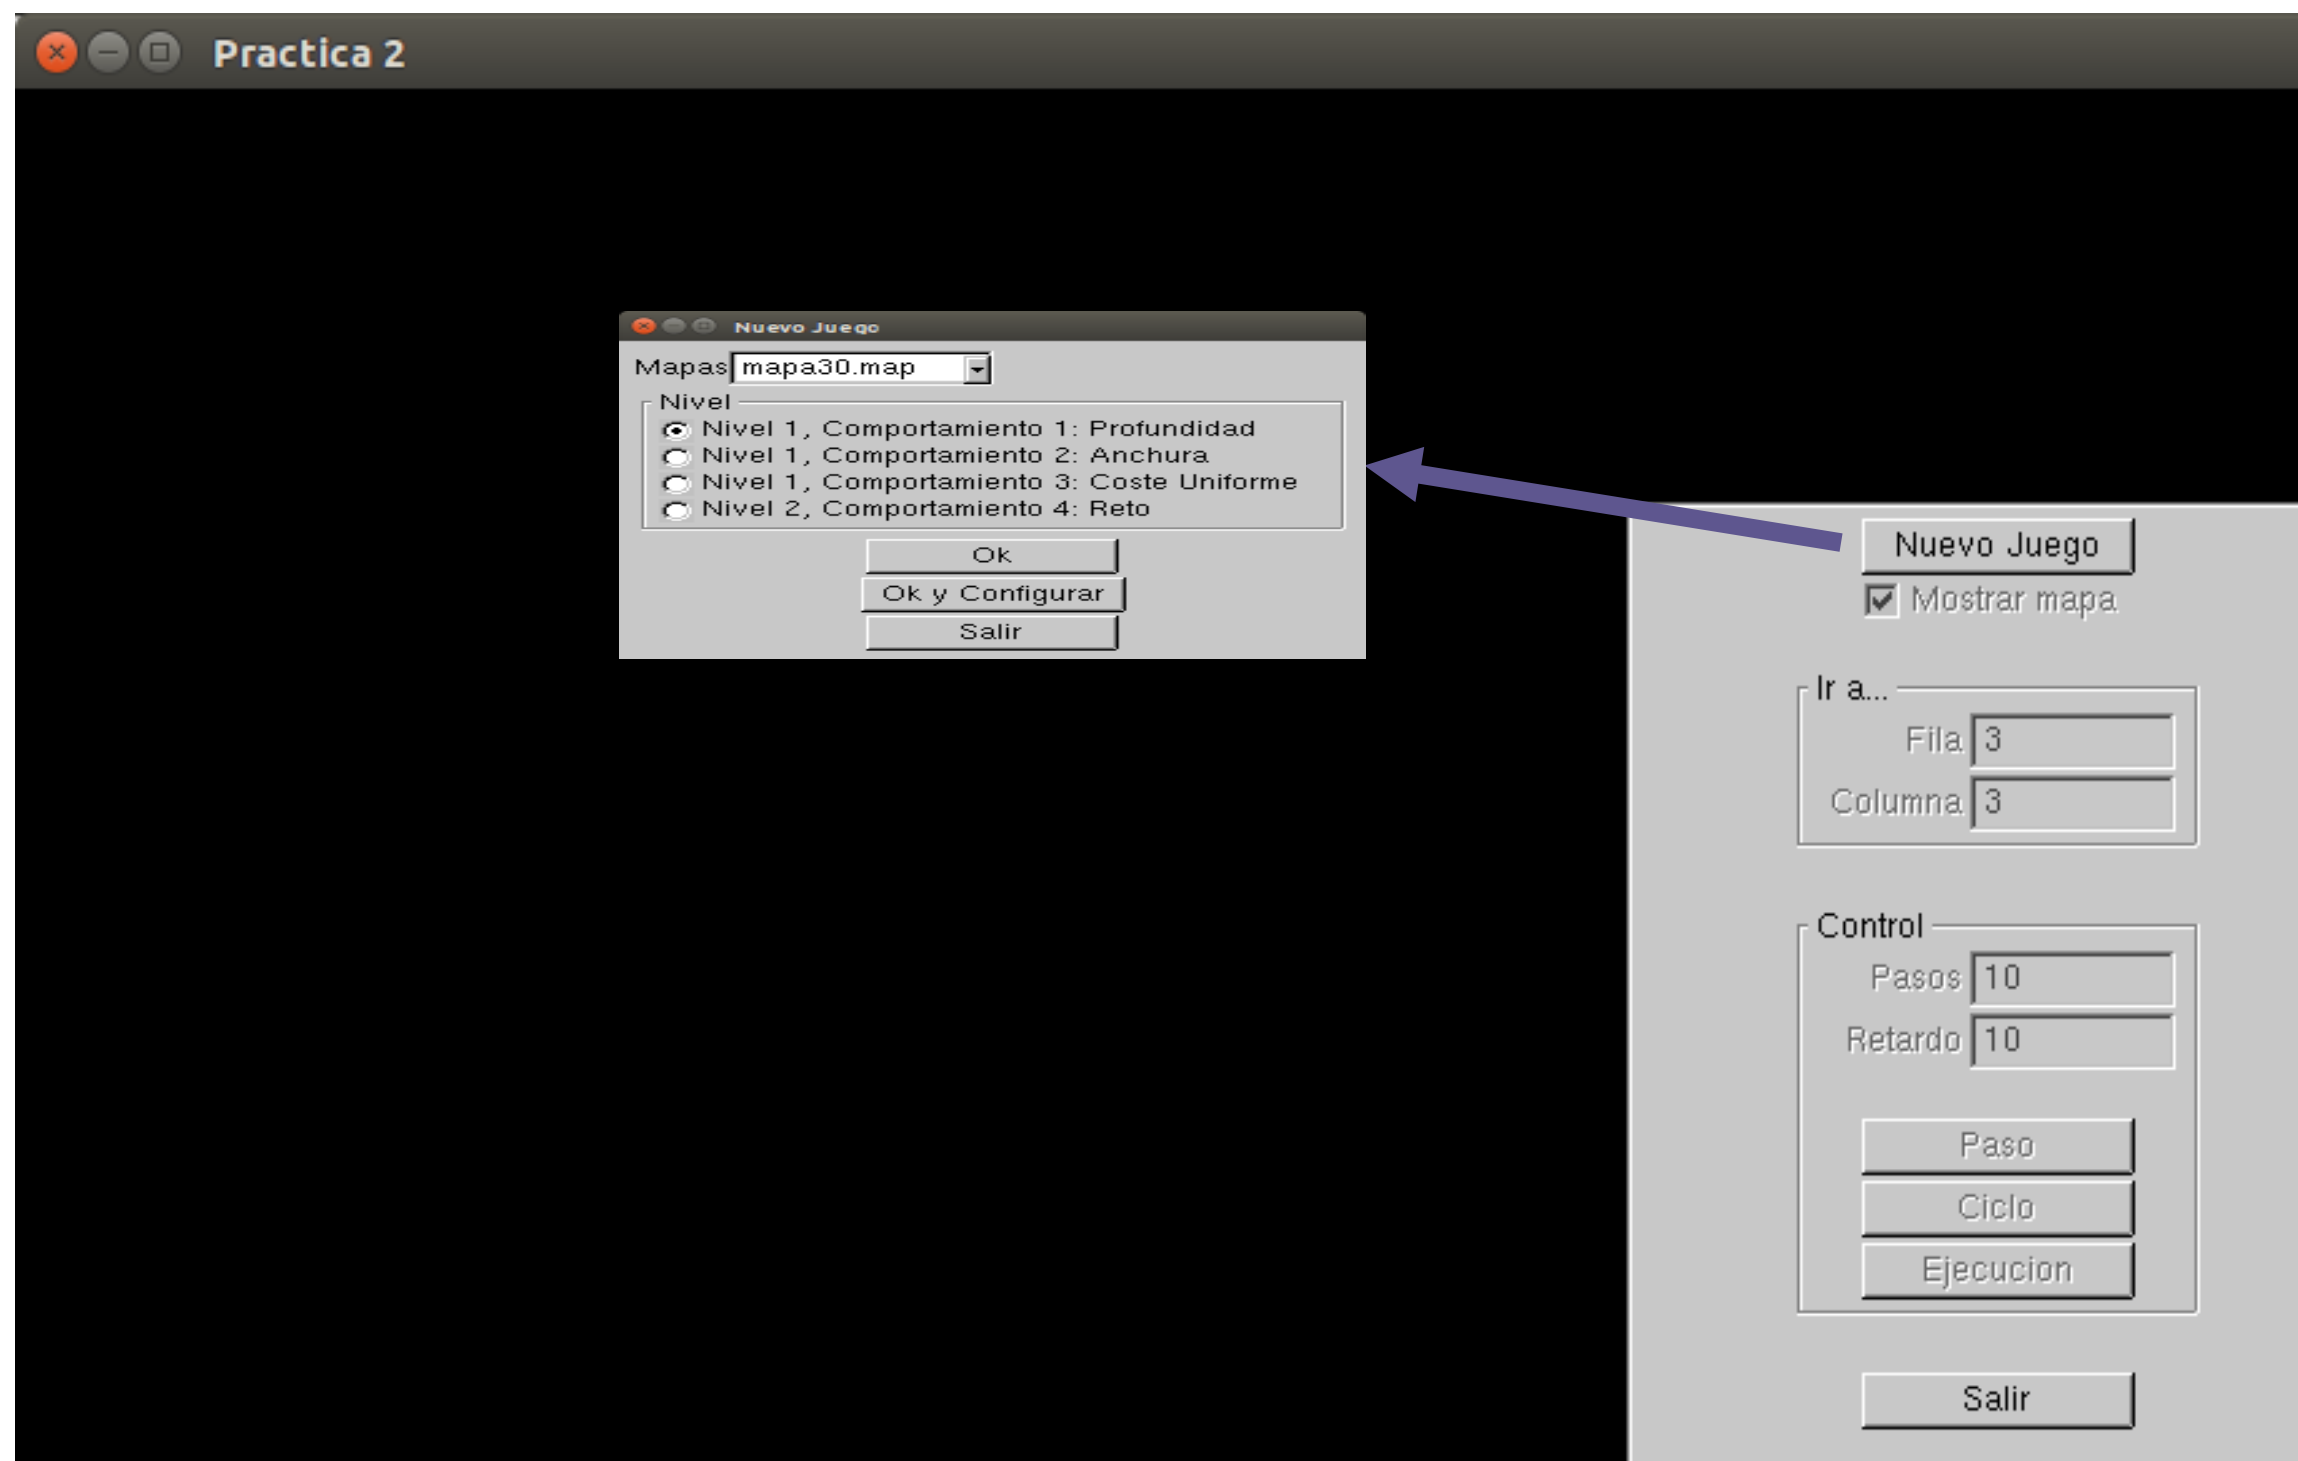 Practica 2
Nuevo Juego
Mapas mapa30.map
Nivel
Nivel 1, Comportamiento 1: Profundidad
Nivel 1, Comportamiento 2: Anchura
Nivel 1, Comportamiento 3: Coste Uniforme
Nivel 2, Comportamiento 4: Reto
Ok
Ok y Configurar
Salir
Nuevo Juego
Mostrar mapa
Ir a...
Fila 3
Columna 3
Control
Pasos 10
Retardo 10
Paso
Ciclo
Ejecucion
Salir